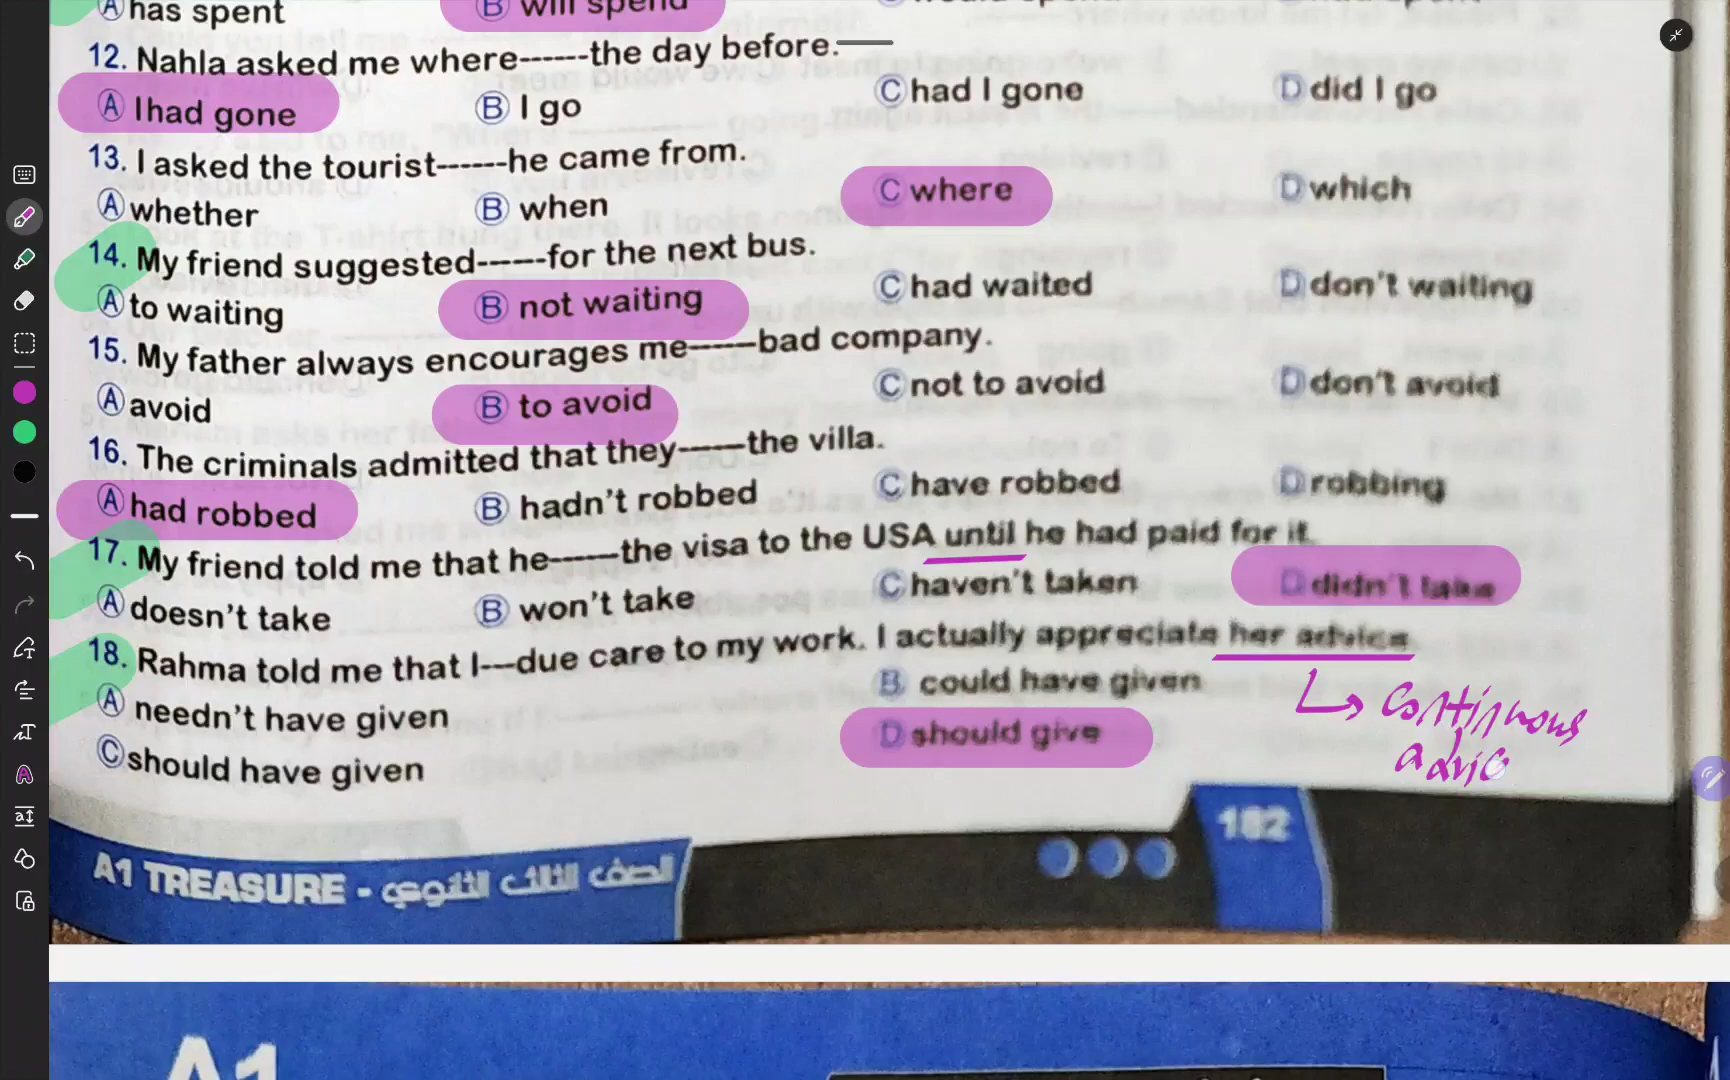 A has spent B will spend
12. Nahla asked me where------the day before.
A I had gone B I go C had I gone D did I go
13. I asked the tourist------he came from.
A whether B when C where D which
14. My friend suggested------for the next bus.
A to waiting B not waiting C had waited D don't waiting
15. My father always encourages me------bad company.
A avoid B to avoid C not to avoid D don't avoid
16. The criminals admitted that they------the villa.
A had robbed B hadn't robbed C have robbed D robbing
17. My friend told me that he------the visa to the USA until he had paid for it.
A doesn't take B won't take C haven't taken D didn't take
18. Rahma told me that I---due care to my work. I actually appreciate her advice.
A needn't have given B could have given
C should have given D should give
continuous
advic
182
A1 TREASURE - الصف الثالث الثانوي
A1